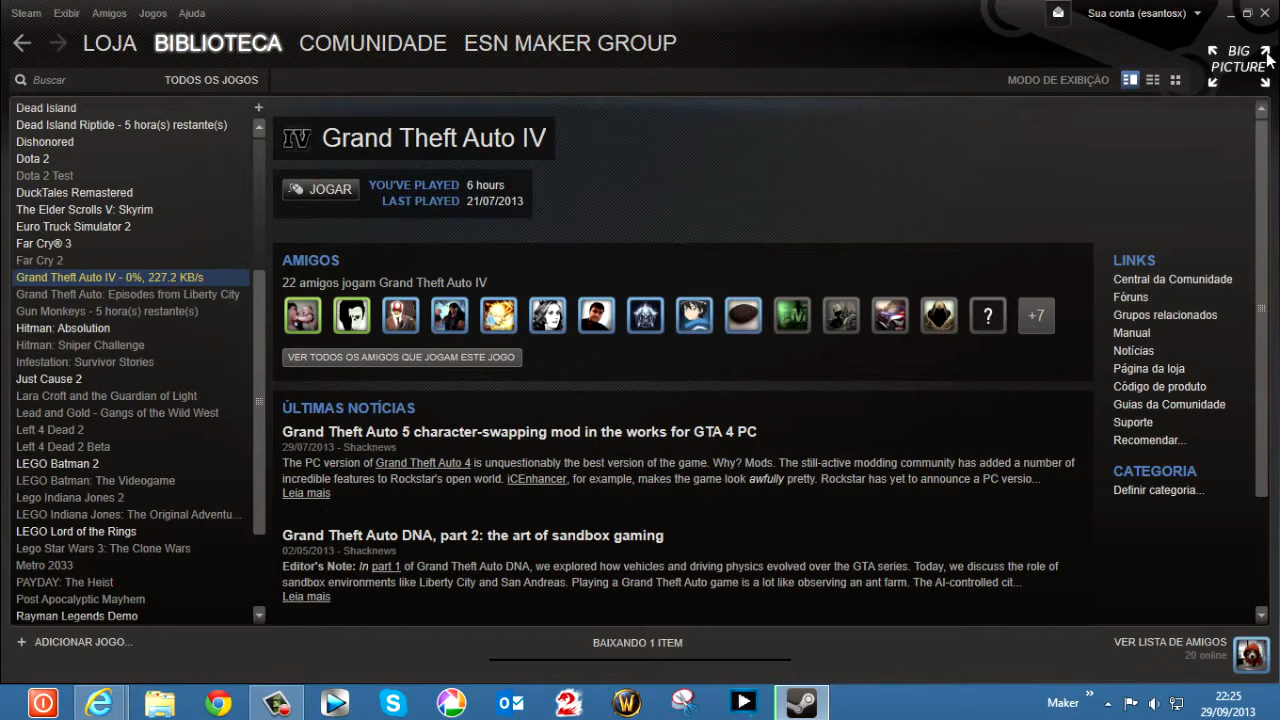 Steam Exibir Amigos Jogos Ajuda Sua conta (esantosx)
LOJA BIBLIOTECA COMUNIDADE ESN MAKER GROUP
BIG
PICTURE
Buscar TODOS OS JOGOS MODO DE EXIBIÇÃO
Dead Island +
Dead Island Riptide - 5 hora(s) restante(s)
Dishonored
Dota 2
Dota 2 Test
DuckTales Remastered
The Elder Scrolls V: Skyrim
Euro Truck Simulator 2
Far Cry® 3
Far Cry 2
Grand Theft Auto IV - 0%, 227.2 KB/s
Grand Theft Auto: Episodes from Liberty City
Gun Monkeys - 5 hora(s) restante(s)
Hitman: Absolution
Hitman: Sniper Challenge
Infestation: Survivor Stories
Just Cause 2
Lara Croft and the Guardian of Light
Lead and Gold - Gangs of the Wild West
Left 4 Dead 2
Left 4 Dead 2 Beta
LEGO Batman 2
LEGO Batman: The Videogame
Lego Indiana Jones 2
LEGO Indiana Jones: The Original Adventu...
LEGO Lord of the Rings
Lego Star Wars 3: The Clone Wars
Metro 2033
PAYDAY: The Heist
Post Apocalyptic Mayhem
Rayman Legends Demo
IV Grand Theft Auto IV
JOGAR YOU'VE PLAYED 6 hours
LAST PLAYED 21/07/2013
AMIGOS
22 amigos jogam Grand Theft Auto IV
? +7
VER TODOS OS AMIGOS QUE JOGAM ESTE JOGO
ÚLTIMAS NOTÍCIAS
Grand Theft Auto 5 character-swapping mod in the works for GTA 4 PC
29/07/2013 - Shacknews
The PC version of Grand Theft Auto 4 is unquestionably the best version of the game. Why? Mods. The still-active modding community has added a number of
incredible features to Rockstar's open world. iCEnhancer, for example, makes the game look awfully pretty. Rockstar has yet to announce a PC versio...
Leia mais
Grand Theft Auto DNA, part 2: the art of sandbox gaming
02/05/2013 - Shacknews
Editor's Note: In part 1 of Grand Theft Auto DNA, we explored how vehicles and driving physics evolved over the GTA series. Today, we discuss the role of
sandbox environments like Liberty City and San Andreas. Playing a Grand Theft Auto game is a lot like observing an ant farm. The AI-controlled cit...
Leia mais
LINKS
Central da Comunidade
Fóruns
Grupos relacionados
Manual
Notícias
Página da loja
Código de produto
Guias da Comunidade
Suporte
Recomendar...
CATEGORIA
Definir categoria...
+ ADICIONAR JOGO... BAIXANDO 1 ITEM VER LISTA DE AMIGOS
20 online
Maker » 22:25
29/09/2013